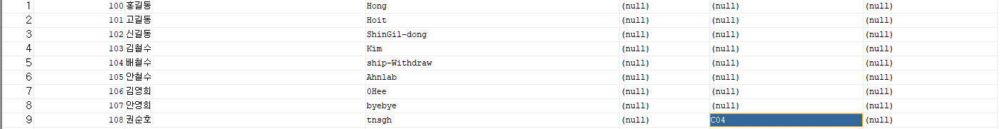 1 100 홍길동 Hong (null) (null) (null)
2 101 고길동 Hoit (null) (null) (null)
3 102 신길동 ShinGil-dong (null) (null) (null)
4 103 김철수 Kim (null) (null) (null)
5 104 배철수 ship-Withdraw (null) (null) (null)
6 105 안철수 Ahnlab (null) (null) (null)
7 106 김영희 0Hee (null) (null) (null)
8 107 안영희 byebye (null) (null) (null)
9 108 권순호 tnsgh (null) C04 (null)